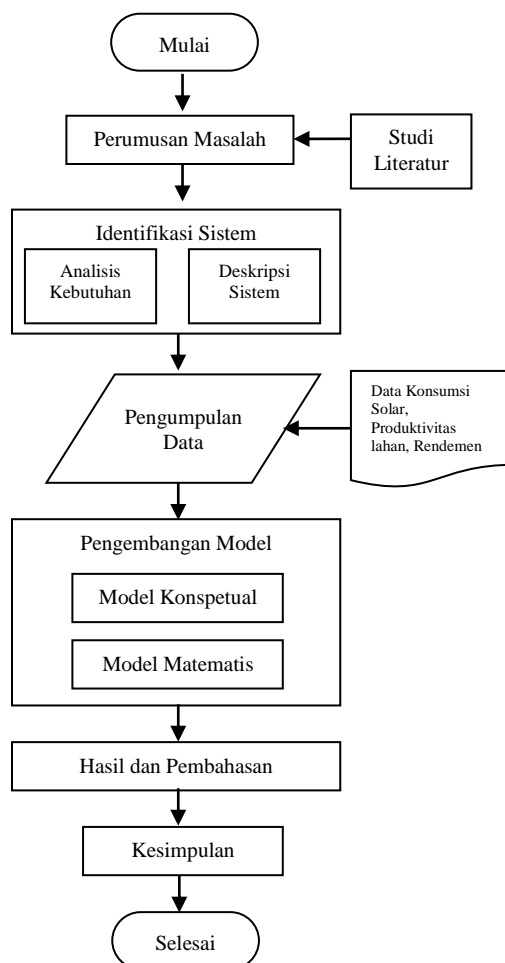 Mulai
Perumusan Masalah
Studi
Literatur
Identifikasi Sistem
Analisis
Kebutuhan
Deskripsi
Sistem
Pengumpulan
Data
Data Konsumsi
Solar,
Produktivitas
lahan, Rendemen
Pengembangan Model
Model Konspetual
Model Matematis
Hasil dan Pembahasan
Kesimpulan
Selesai